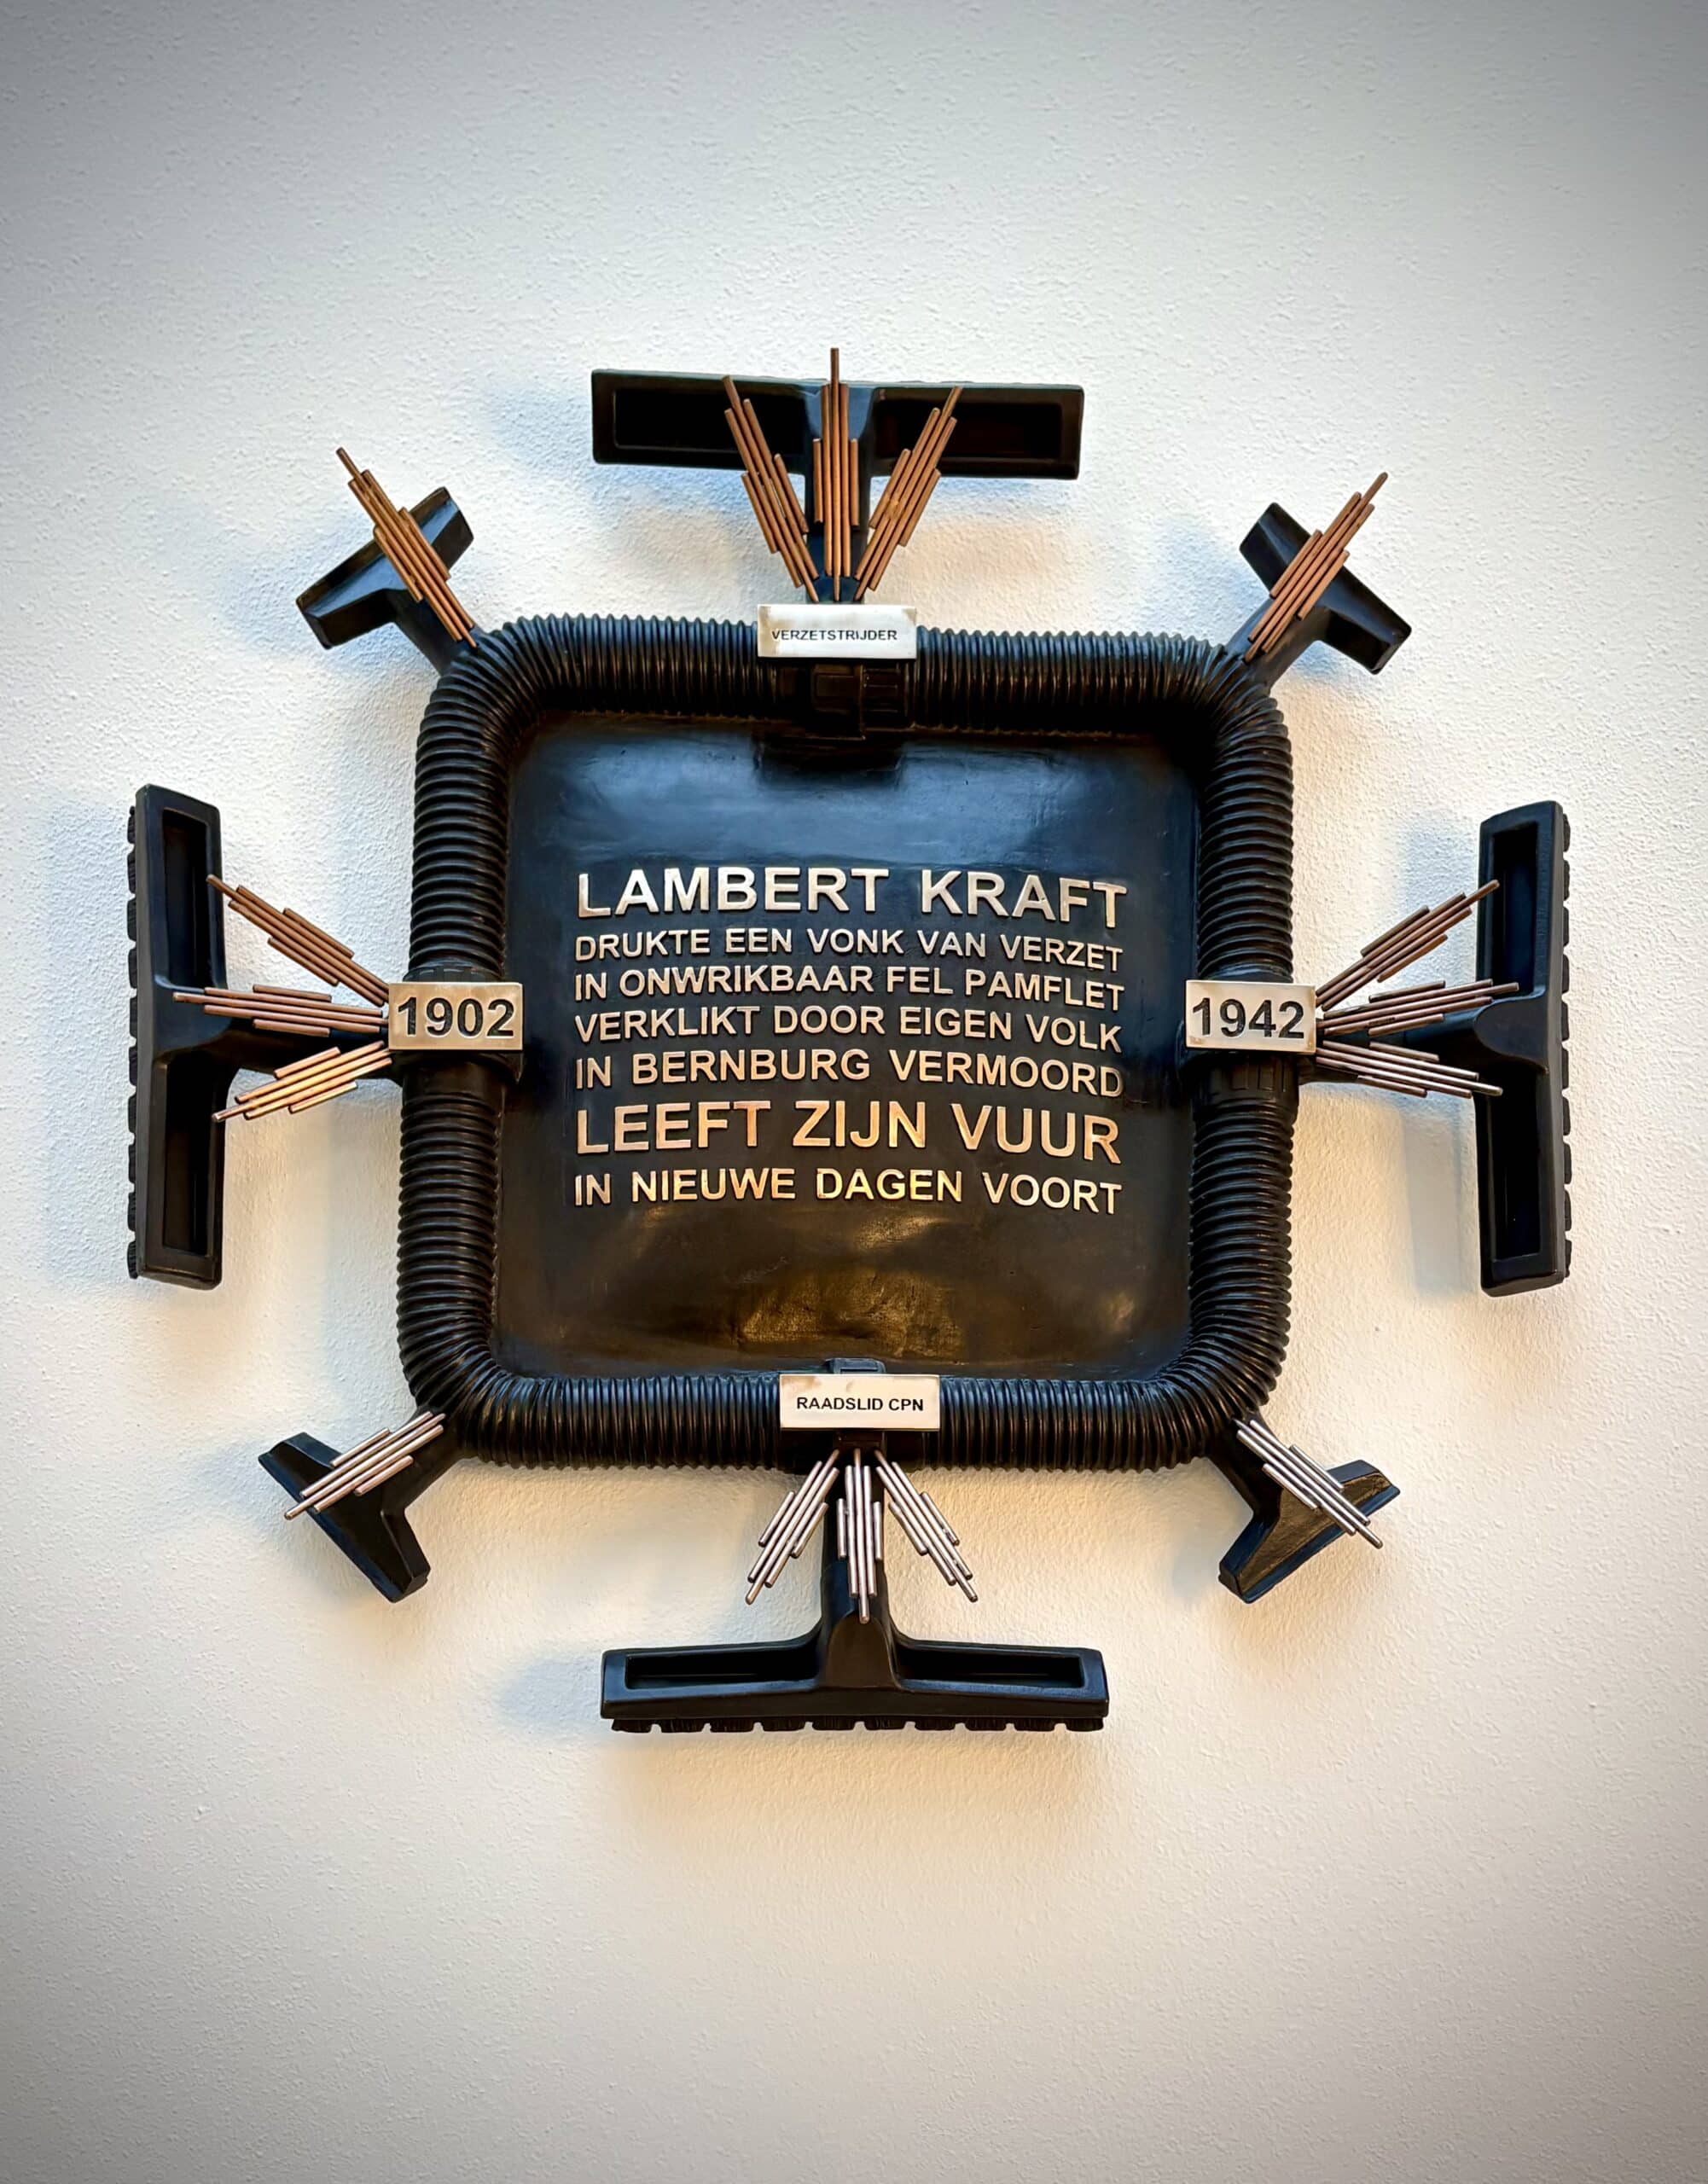 VERZETSTRIJDER
LAMBERT KRAFT
DRUKTE EEN VONK VAN VERZET
IN ONWRIKBAAR FEL PAMFLET
1902
VERKLIKT DOOR EIGEN VOLK
1942
IN BERNBURG VERMOORD
LEEFT ZIJN VUUR
IN NIEUWE DAGEN VOORT
RAADSLID CPN